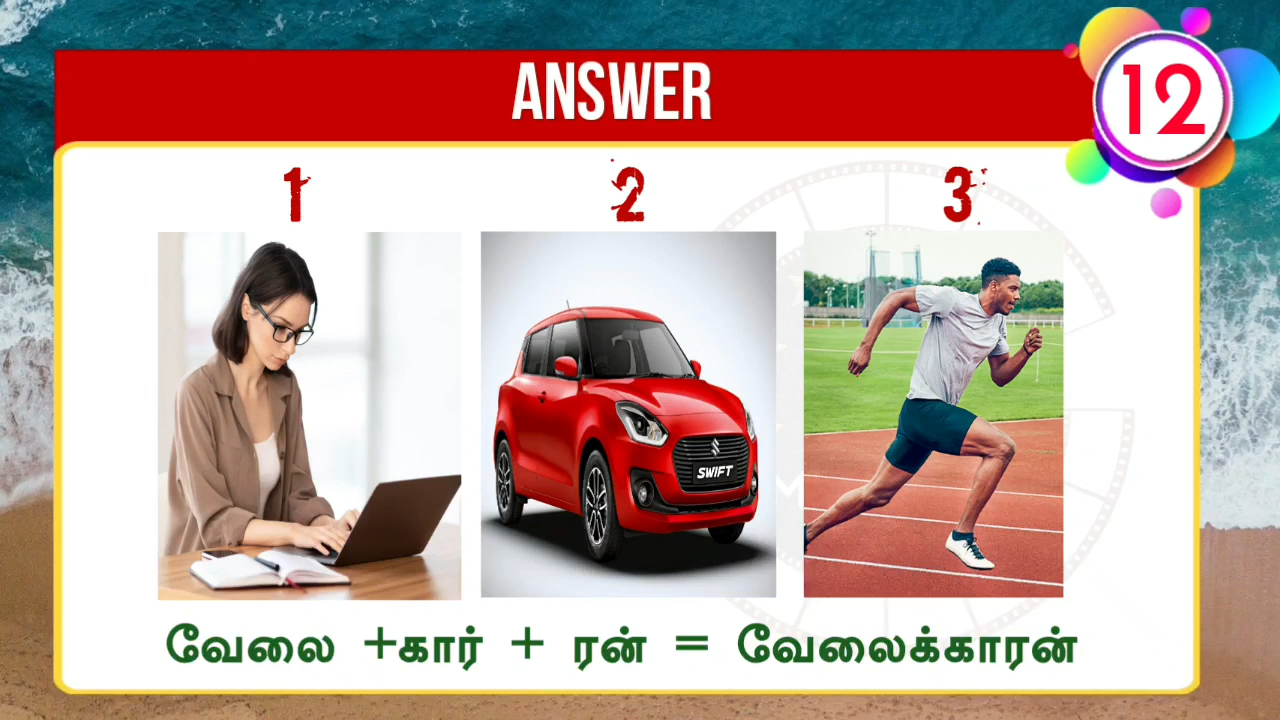 ANSWER
12
1 2 3
SWIFT
வேலை +கார் + ரன் = வேலைக்காரன்